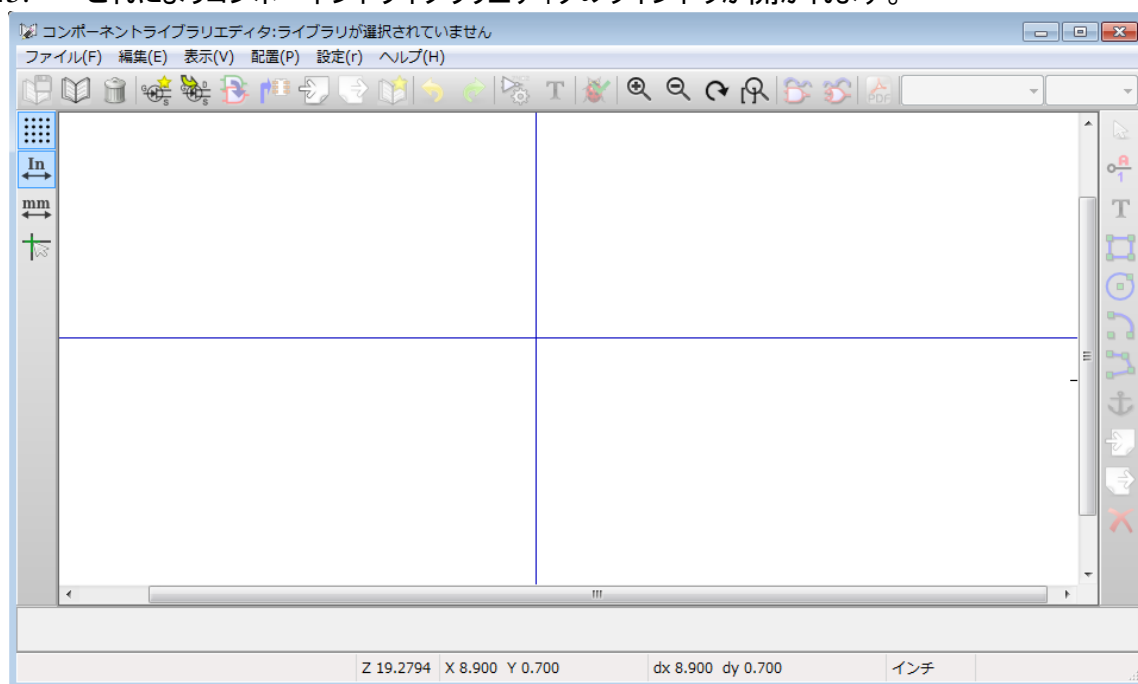 コンポーネントライブラリエディタ:ライブラリが選択されていません
ファイル(F) 編集(E) 表示(V) 配置(P) 設定(r) ヘルプ(H)
T
PDF
In
mm
A
1
T
Z 19.2794 X 8.900 Y 0.700 dx 8.900 dy 0.700 インチ